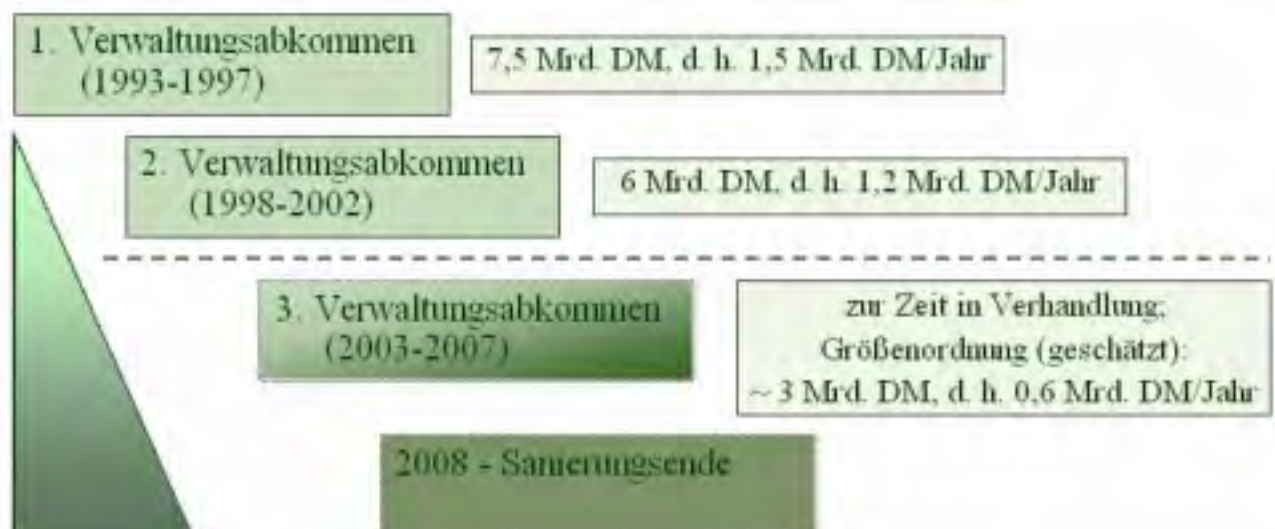 1. Verwaltungsabkommen
(1993-1997)
7,5 Mrd. DM, d. h. 1,5 Mrd. DM/Jahr
2. Verwaltungsabkommen
(1998-2002)
6 Mrd. DM, d. h. 1,2 Mrd. DM/Jahr
3. Verwaltungsabkommen
(2003-2007)
zur Zeit in Verhandlung;
Größenordnung (geschätzt):
~ 3 Mrd. DM, d. h. 0,6 Mrd. DM/Jahr
2008 - Sanierungsende